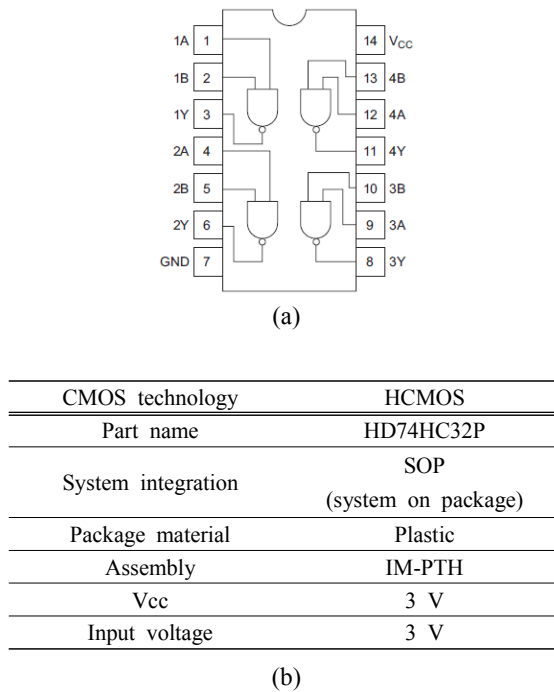 1A 1 14 VCC
1B 2 13 4B
1Y 3 12 4A
2A 4 11 4Y
2B 5 10 3B
2Y 6 9 3A
GND 7 8 3Y
(a)
CMOS technology HCMOS
Part name HD74HC32P
System integration SOP
(system on package)
Package material Plastic
Assembly IM-PTH
Vcc 3 V
Input voltage 3 V
(b)